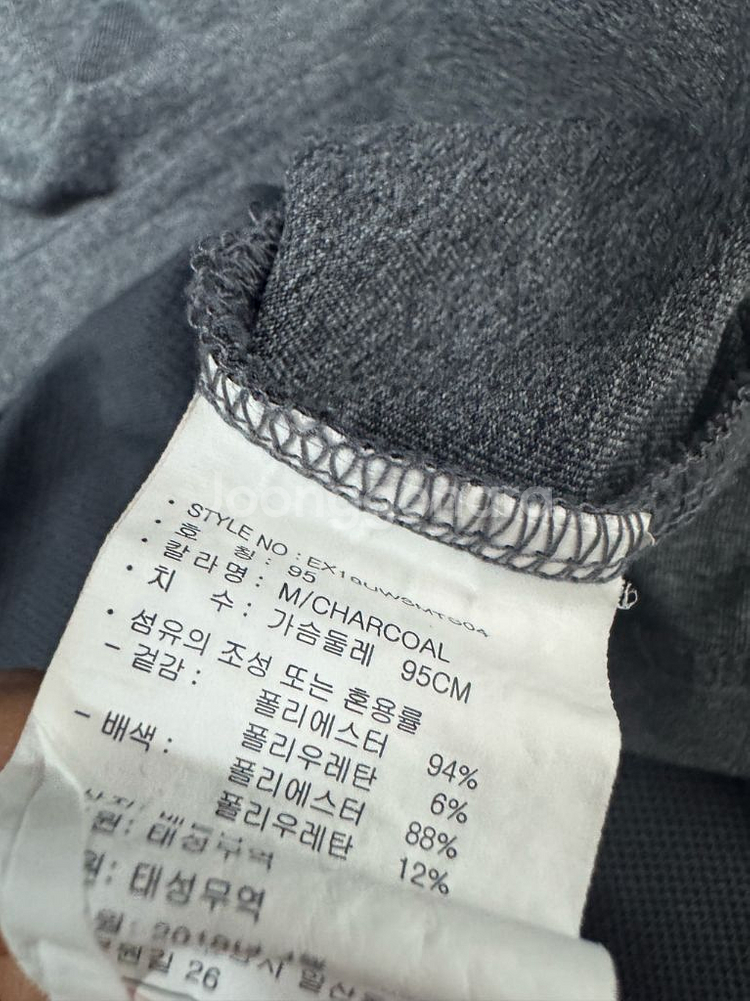 · STYLE NO :
· 호 칭 : 95
· 칼 라 명 : M/CHARCOAL
· 치 수 : 가슴둘레 95CM
· 섬유의 조성 또는 혼용률
- 겉감 : 폴리에스터 94%
폴리우레탄 6%
- 배색 : 폴리에스터 88%
폴리우레탄 12%
원: 태성무역
원: 태성무역
26